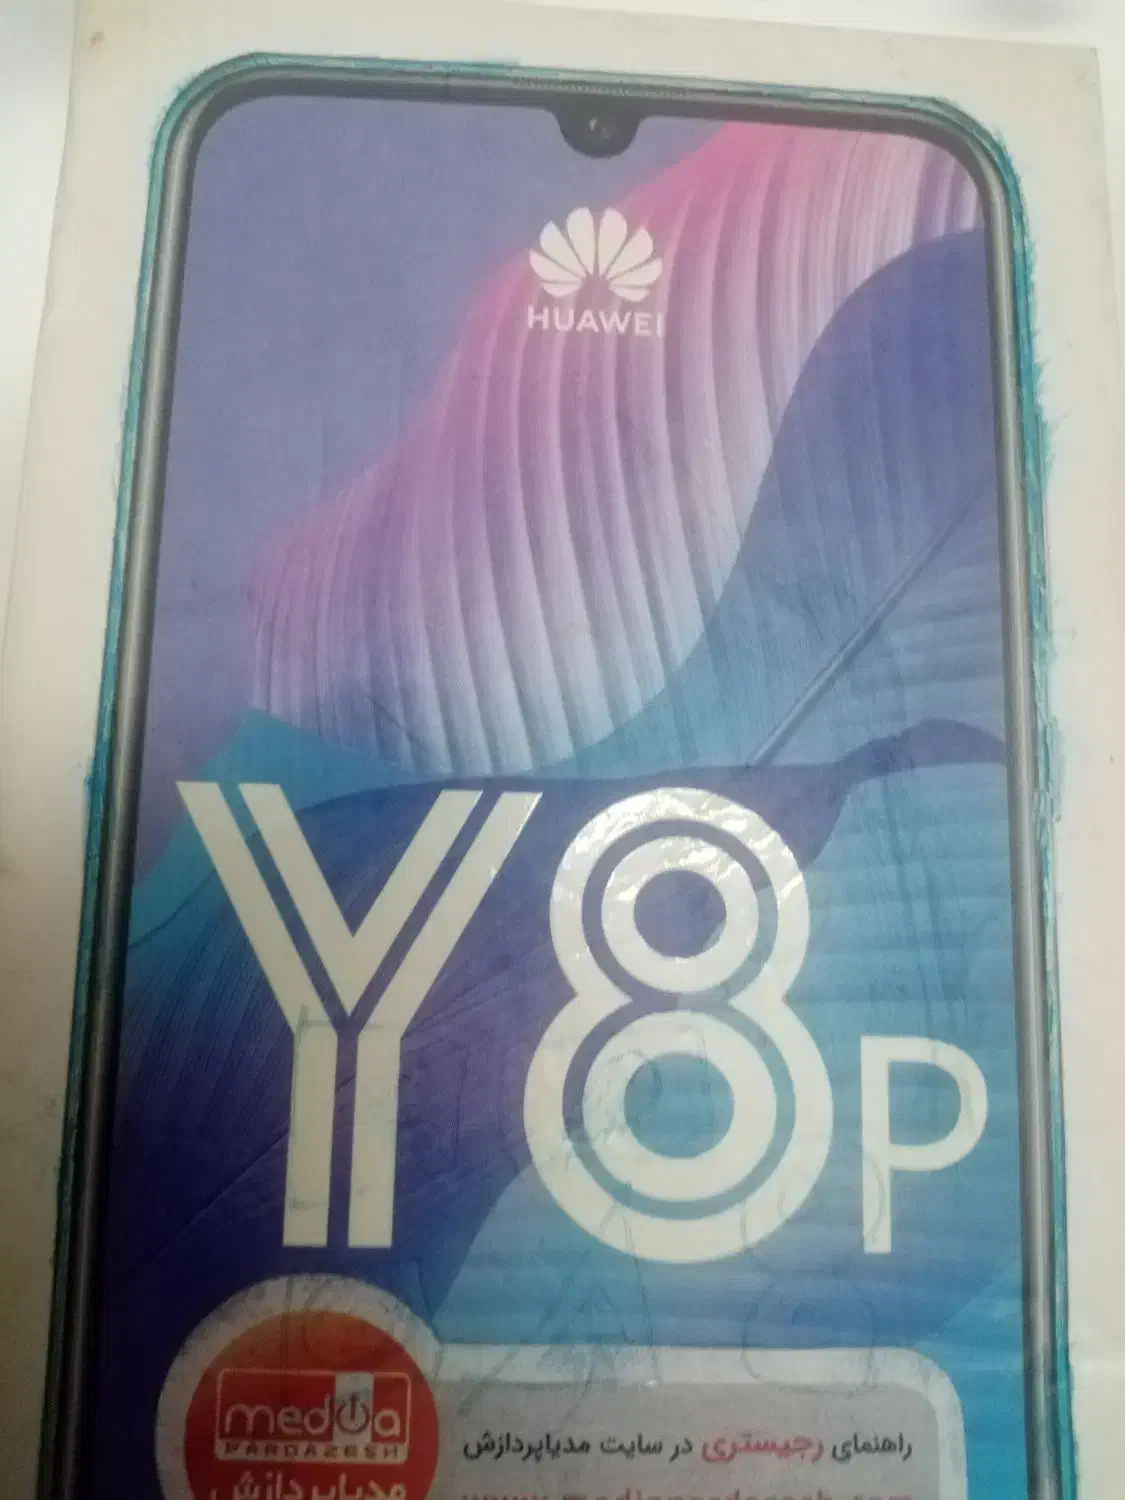 HUAWEI
Y8P
media
PARDAZESH
مدیاپردازش
راهنمای رجیستری در سایت مدیاپردازش